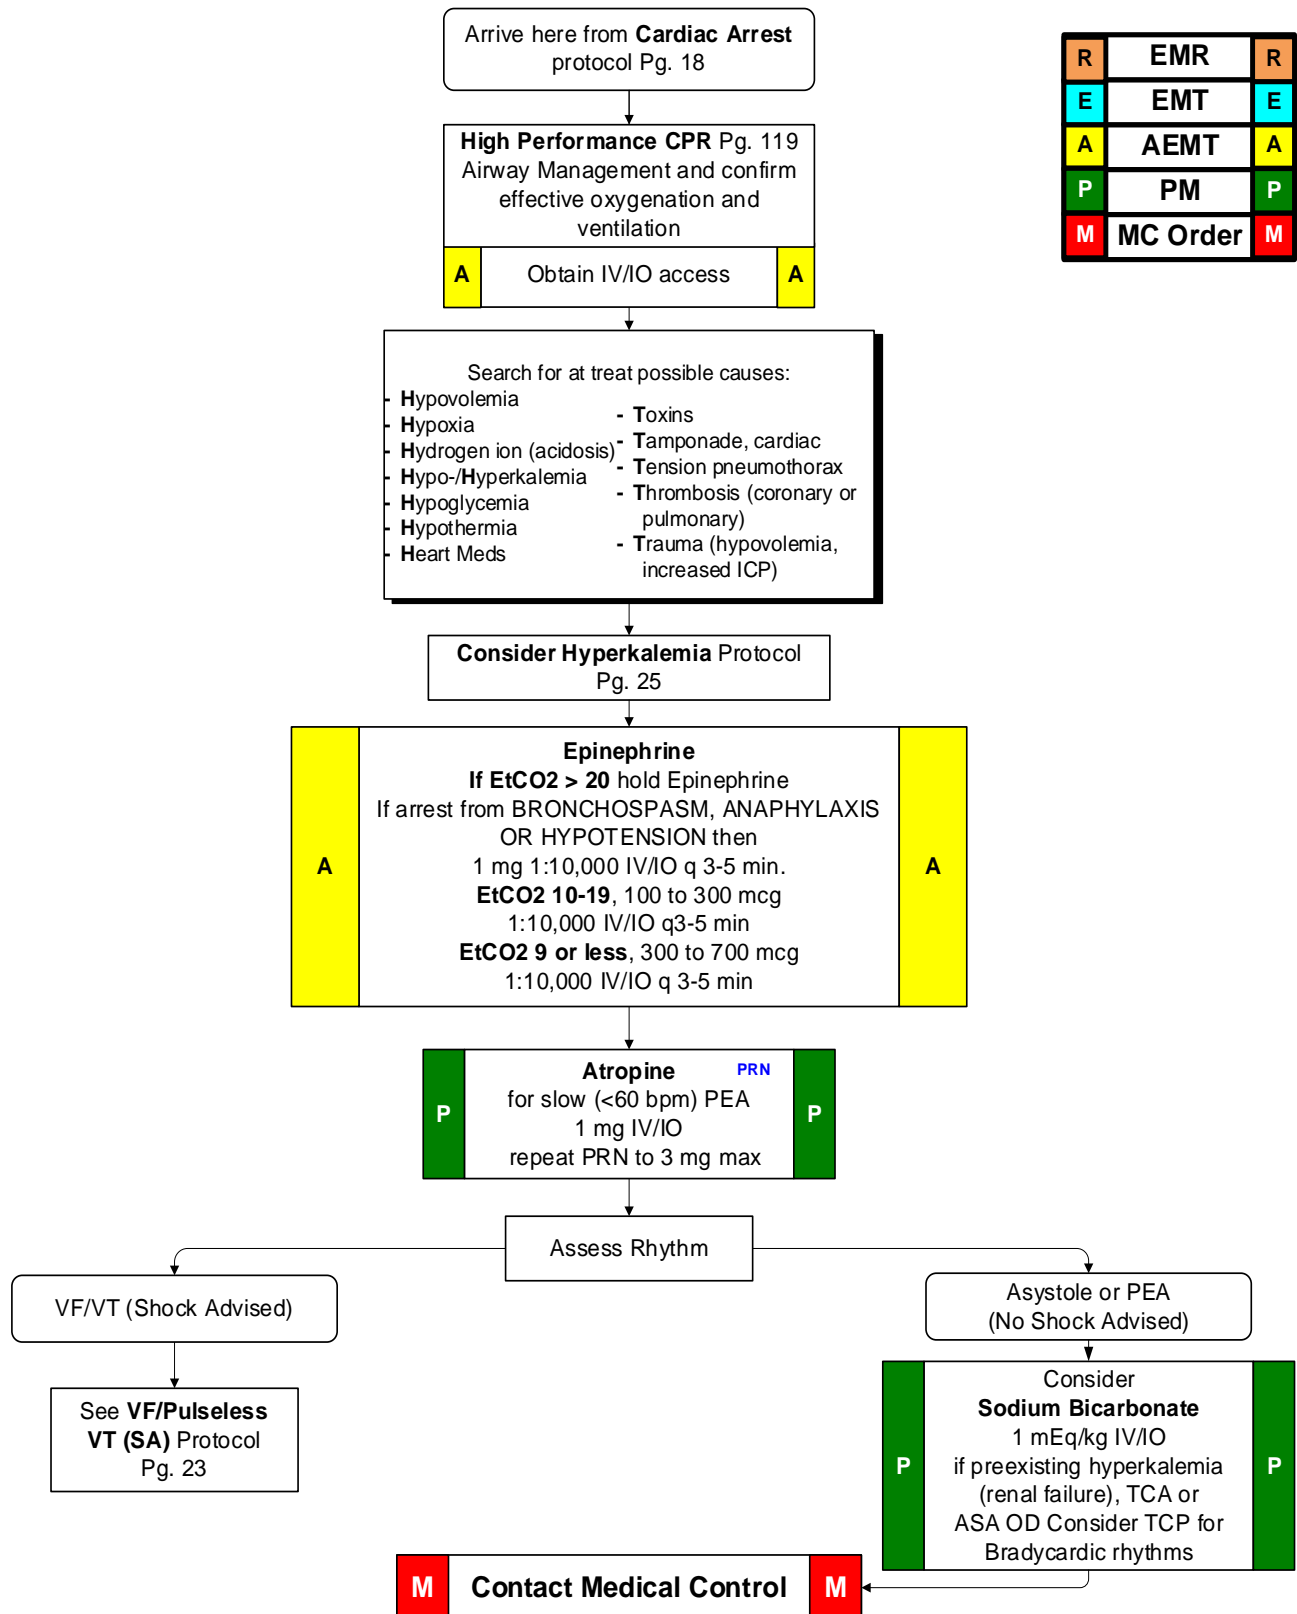 Arrive here from Cardiac Arrest
protocol Pg. 18
R EMR R
E EMT E
A AEMT A
P PM P
M MC Order M
High Performance CPR Pg. 119
Airway Management and confirm
effective oxygenation and
ventilation
A Obtain IV/IO access A
Search for at treat possible causes:
- Hypovolemia
- Hypoxia
- Hydrogen ion (acidosis)
- Hypo-/Hyperkalemia
- Hypoglycemia
- Hypothermia
- Heart Meds
- Toxins
- Tamponade, cardiac
- Tension pneumothorax
- Thrombosis (coronary or
pulmonary)
- Trauma (hypovolemia,
increased ICP)
Consider Hyperkalemia Protocol
Pg. 25
Epinephrine
If EtCO2 > 20 hold Epinephrine
If arrest from BRONCHOSPASM, ANAPHYLAXIS
OR HYPOTENSION then
A 1 mg 1:10,000 IV/IO q 3-5 min. A
EtCO2 10-19, 100 to 300 mcg
1:10,000 IV/IO q3-5 min
EtCO2 9 or less, 300 to 700 mcg
1:10,000 IV/IO q 3-5 min
Atropine PRN
for slow (<60 bpm) PEA
P 1 mg IV/IO P
repeat PRN to 3 mg max
Assess Rhythm
VF/VT (Shock Advised)
See VF/Pulseless
VT (SA) Protocol
Pg. 23
Asystole or PEA
(No Shock Advised)
Consider
Sodium Bicarbonate
1 mEq/kg IV/IO
P if preexisting hyperkalemia P
(renal failure), TCA or
ASA OD Consider TCP for
Bradycardic rhythms
M Contact Medical Control M